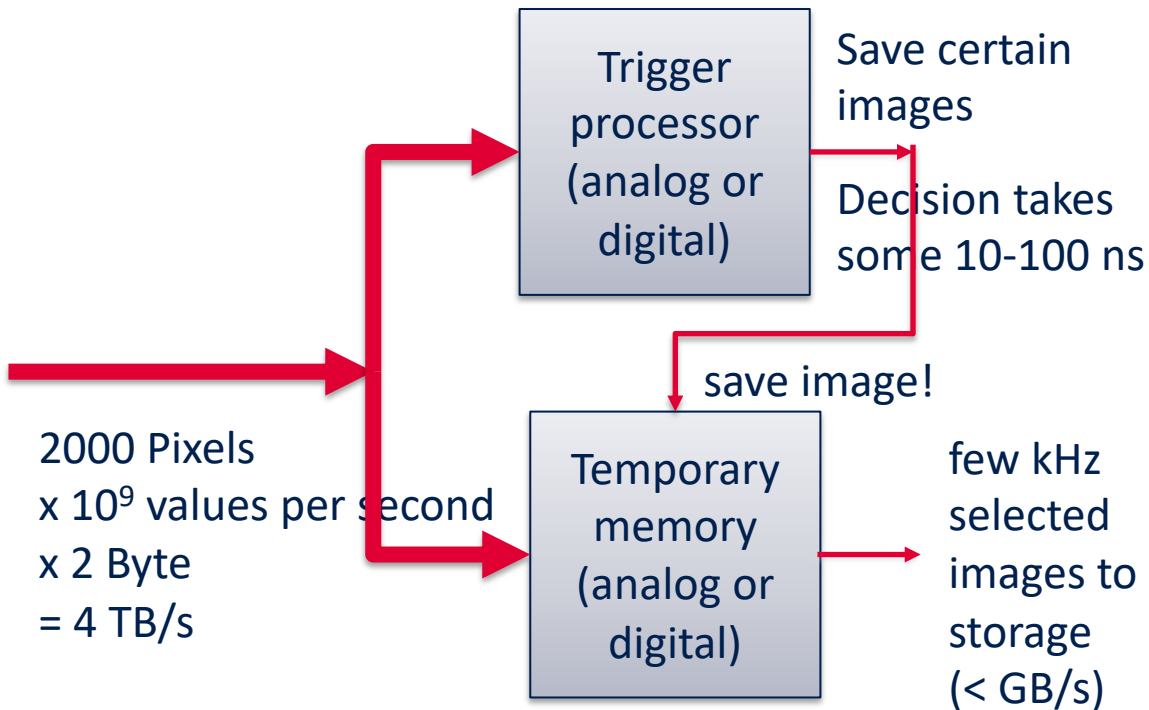 Trigger
processor
(analog or
digital)
Save certain
images
Decision takes
some 10-100 ns
save image!
2000 Pixels
x 10⁹ values per second
x 2 Byte
= 4 TB/s
Temporary
memory
(analog or
digital)
few kHz
selected
images to
storage
(< GB/s)